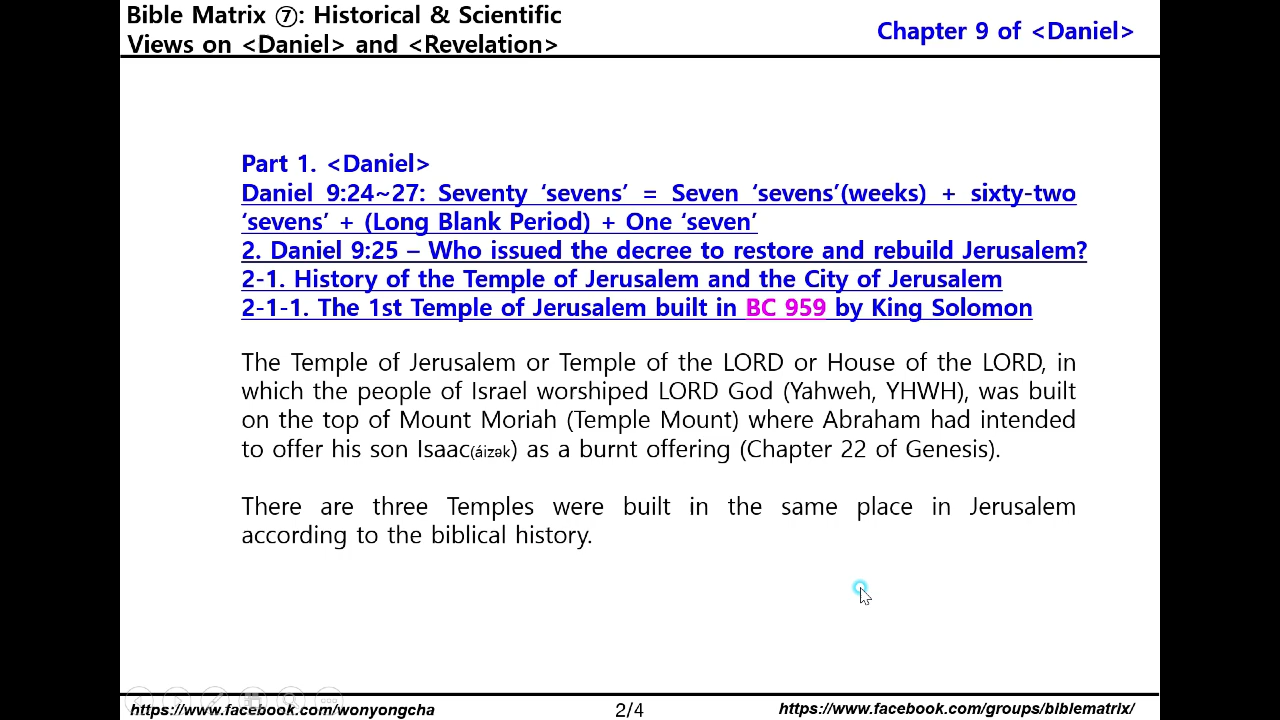 Bible Matrix ⑦: Historical & Scientific
Views on <Daniel> and <Revelation>
Chapter 9 of <Daniel>
Part 1. <Daniel>
Daniel 9:24~27: Seventy ‘sevens’ = Seven ‘sevens’(weeks) + sixty-two
‘sevens’ + (Long Blank Period) + One ‘seven’
2. Daniel 9:25 – Who issued the decree to restore and rebuild Jerusalem?
2-1. History of the Temple of Jerusalem and the City of Jerusalem
2-1-1. The 1st Temple of Jerusalem built in BC 959 by King Solomon
The Temple of Jerusalem or Temple of the LORD or House of the LORD, in
which the people of Israel worshiped LORD God (Yahweh, YHWH), was built
on the top of Mount Moriah (Temple Mount) where Abraham had intended
to offer his son Isaac(áizək) as a burnt offering (Chapter 22 of Genesis).
There are three Temples were built in the same place in Jerusalem
according to the biblical history.
https://www.facebook.com/wonyongcha
2/4
https://www.facebook.com/groups/biblematrix/